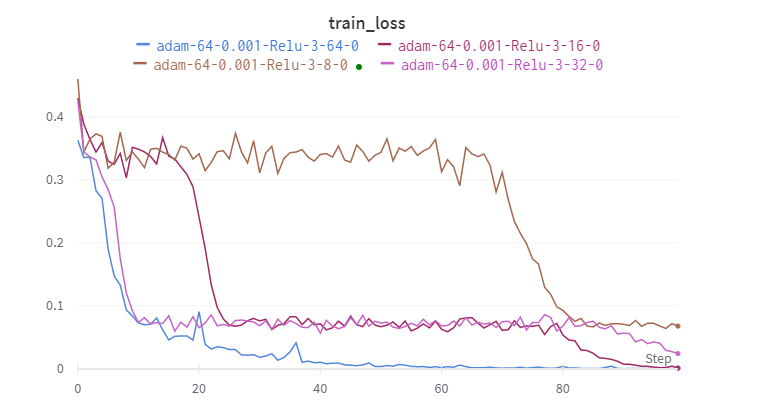 train_loss
adam-64-0.001-Relu-3-64-0 adam-64-0.001-Relu-3-16-0
adam-64-0.001-Relu-3-8-0 adam-64-0.001-Relu-3-32-0
0.4
0.3
0.2
0.1
Step
0
0 20 40 60 80